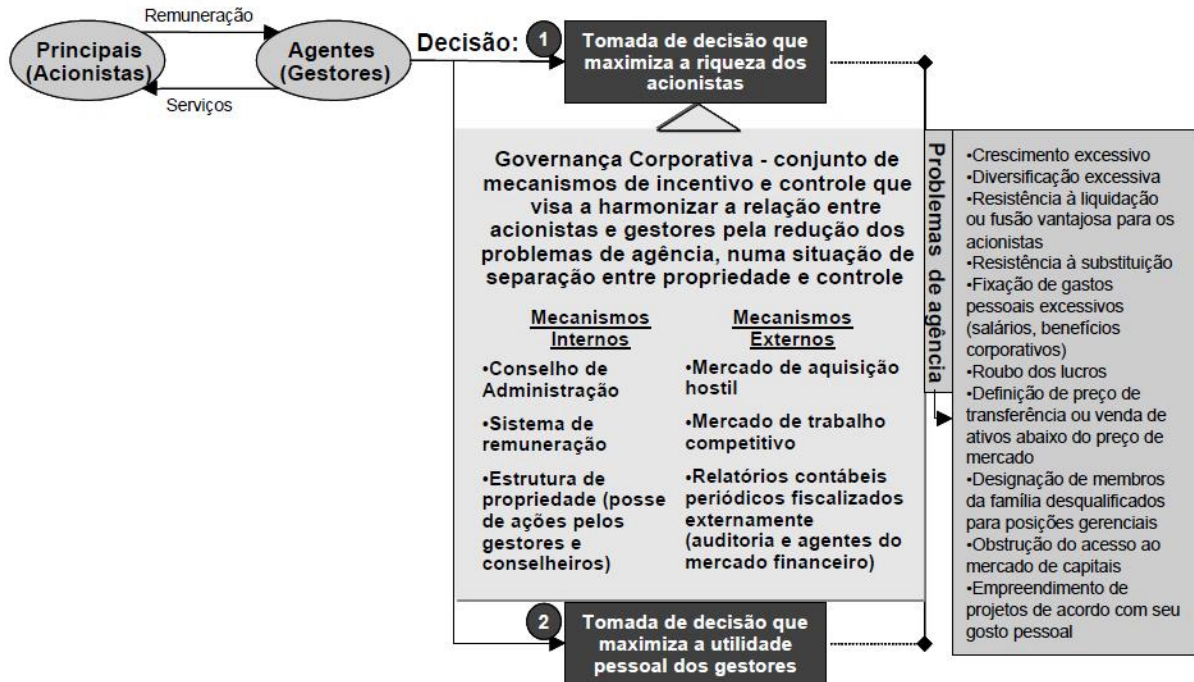 Remuneração
Principais
(Acionistas)
Agentes
(Gestores)
Serviços
Decisão:
1
Tomada de decisão que
maximiza a riqueza dos
acionistas
Governança Corporativa - conjunto de
mecanismos de incentivo e controle que
visa a harmonizar a relação entre
acionistas e gestores pela redução dos
problemas de agência, numa situação de
separação entre propriedade e controle
Mecanismos
Internos
•Conselho de
Administração
•Sistema de
remuneração
•Estrutura de
propriedade (posse
de ações pelos
gestores e
conselheiros)
Mecanismos
Externos
•Mercado de aquisição
hostil
•Mercado de trabalho
competitivo
•Relatórios contábeis
periódicos fiscalizados
externamente
(auditoria e agentes do
mercado financeiro)
2
Tomada de decisão que
maximiza a utilidade
pessoal dos gestores
Problemas de agência
•Crescimento excessivo
•Diversificação excessiva
•Resistência à liquidação
ou fusão vantajosa para os
acionistas
•Resistência à substituição
•Fixação de gastos
pessoais excessivos
(salários, benefícios
corporativos)
•Roubo dos lucros
•Definição de preço de
transferência ou venda de
ativos abaixo do preço de
mercado
•Designação de membros
da família desqualificados
para posições gerenciais
•Obstrução do acesso ao
mercado de capitais
•Empreendimento de
projetos de acordo com seu
gosto pessoal